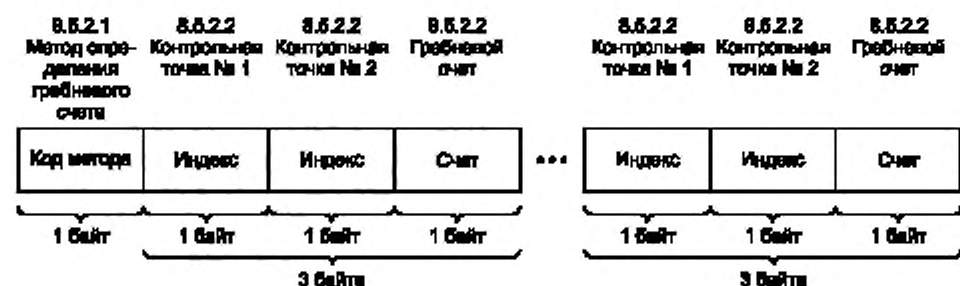 8.5.2.1 8.5.2.2 8.5.2.2 8.5.2.2 8.5.2.2 8.5.2.2 8.5.2.2
Метод опре- Контрольная Контрольная Гребневой Контрольная Контрольная Гребневой
деления точка № 1 точка № 2 счет точка № 1 точка № 2 счет
гребневого
счета
Код метода Индекс Индекс Счет ••• Индекс Индекс Счет
1 байт 1 байт 1 байт 1 байт 1 байт 1 байт 1 байт
3 байта 3 байта